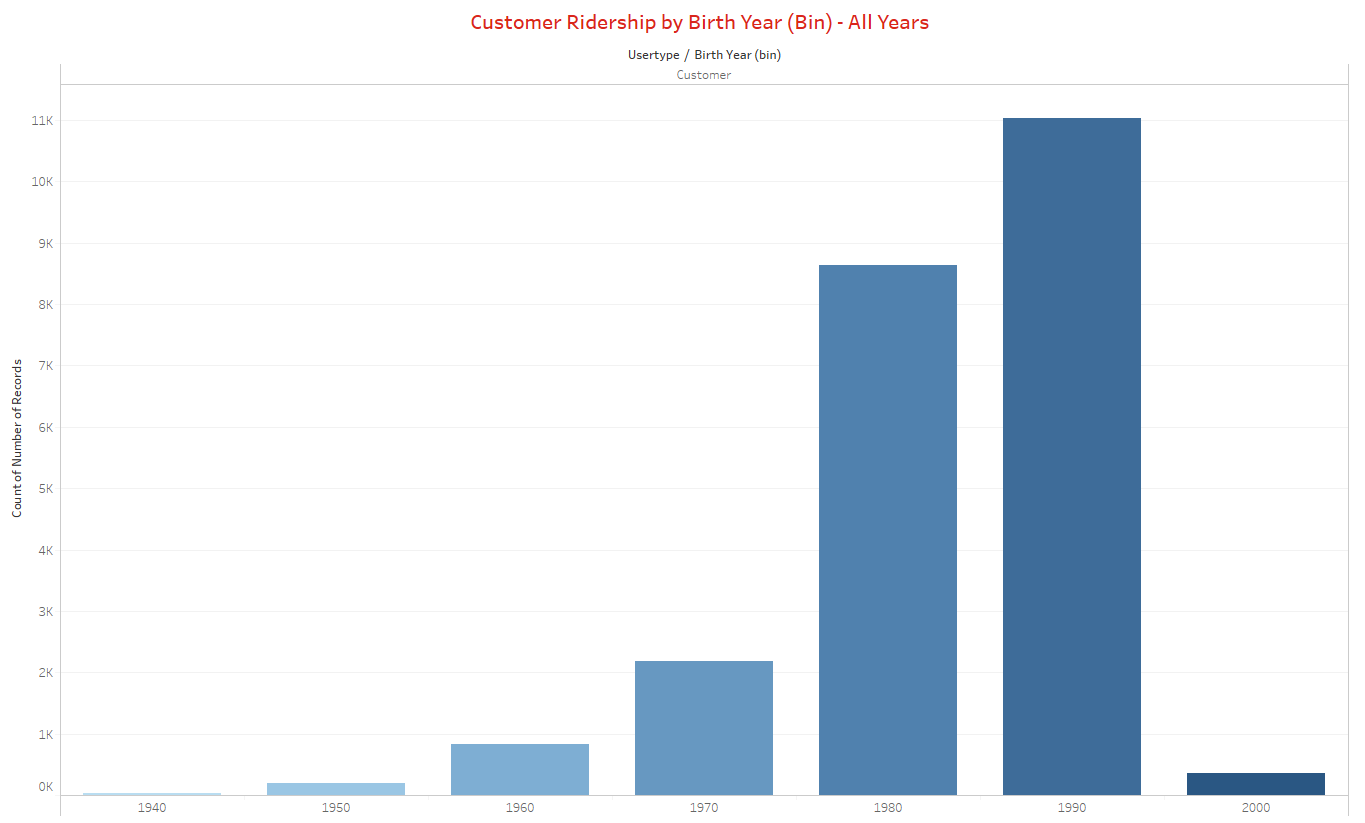 Customer Ridership by Birth Year (Bin) - All Years
Usertype / Birth Year (bin)
Customer
Count of Number of Records
11K
10K
9K
8K
7K
6K
5K
4K
3K
2K
1K
0K
1940 1950 1960 1970 1980 1990 2000